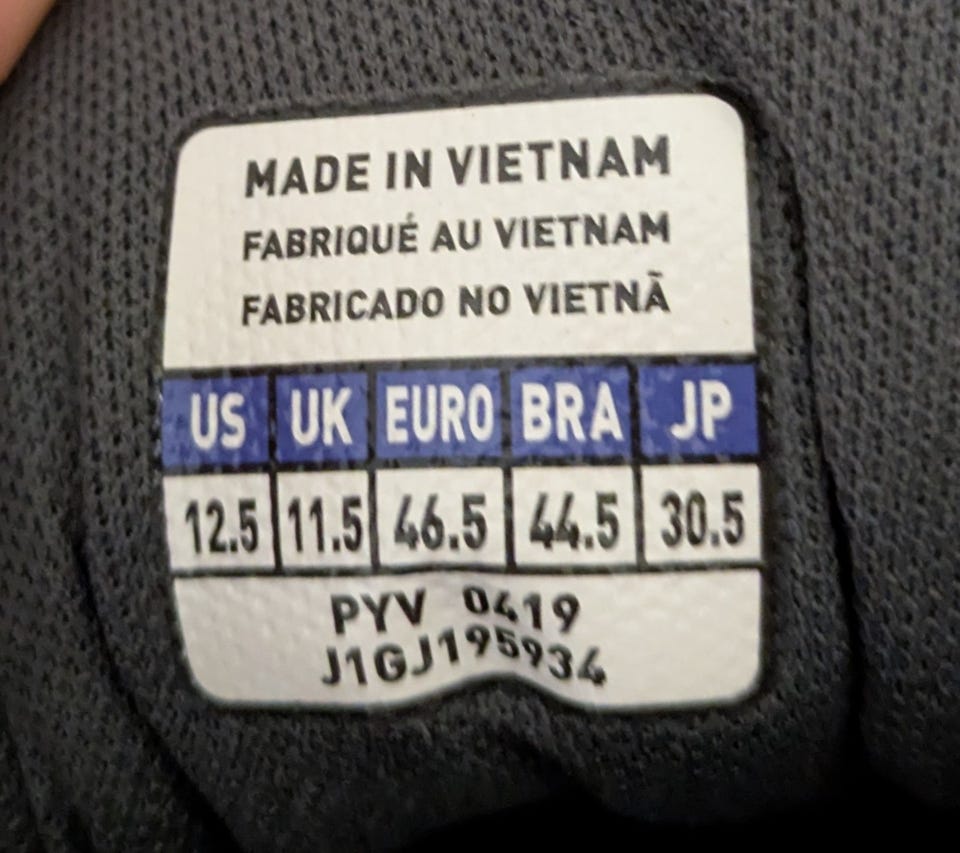 MADE IN VIETNAM
FABRIQUÉ AU VIETNAM
FABRICADO NO VIETNÃ
US UK EURO BRA JP
12.5 11.5 46.5 44.5 30.5
PYV 0419
J1GJ195934